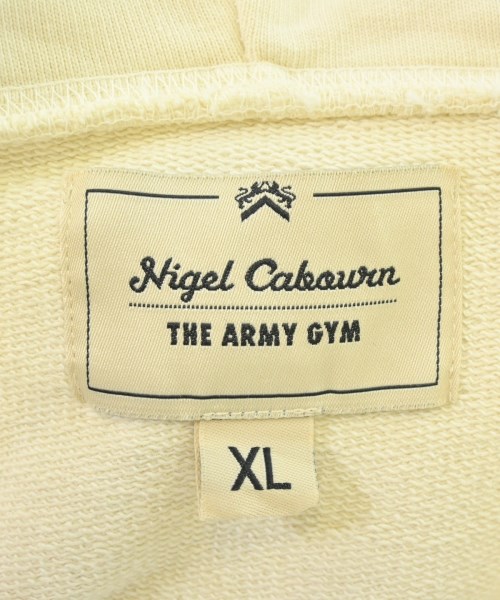 Nigel Cabourn
THE ARMY GYM
XL